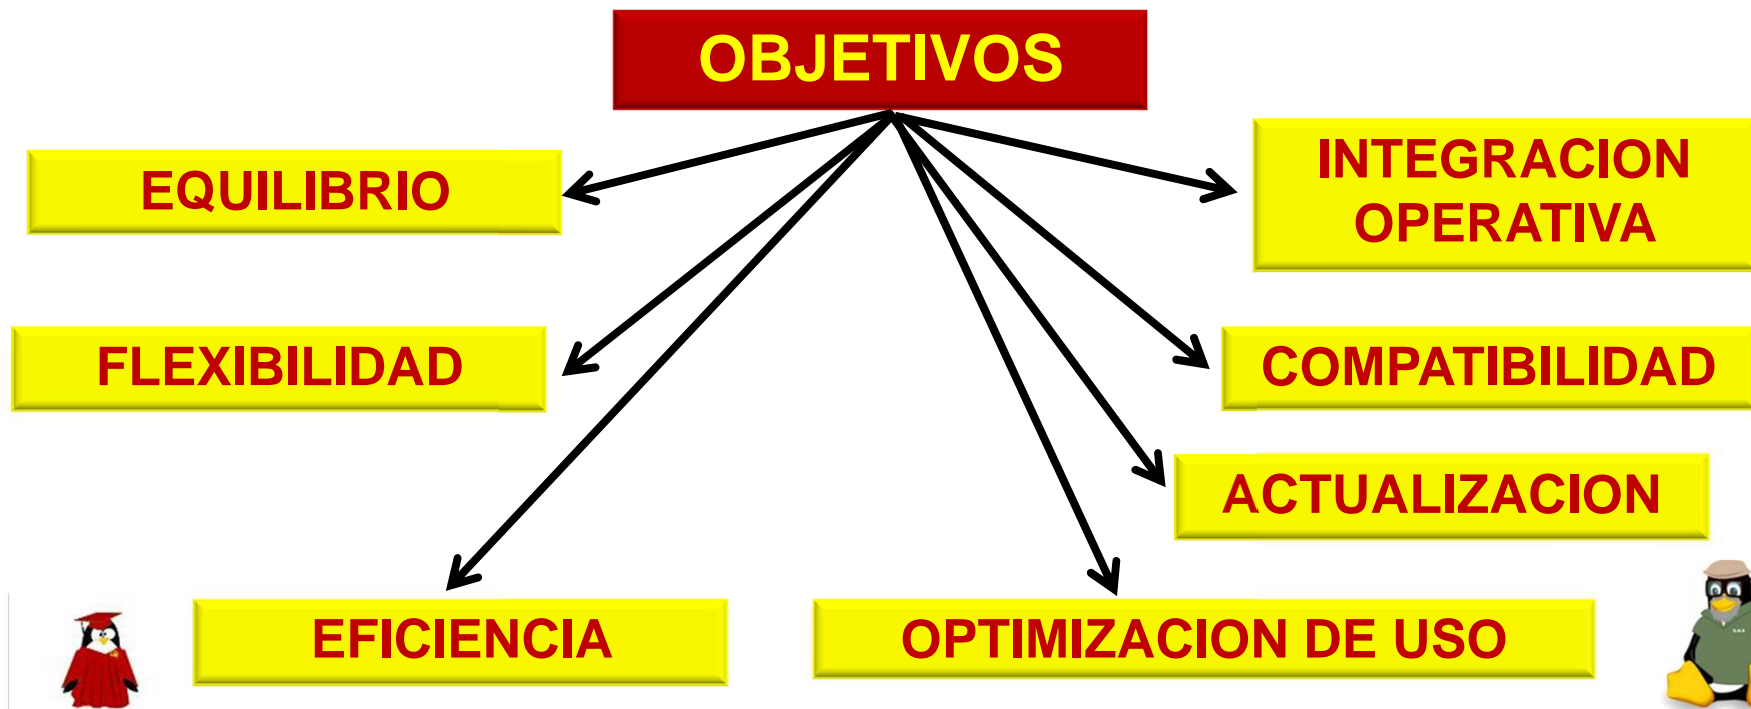 OBJETIVOS
EQUILIBRIO
INTEGRACION
OPERATIVA
FLEXIBILIDAD
COMPATIBILIDAD
ACTUALIZACION
EFICIENCIA
OPTIMIZACION DE USO